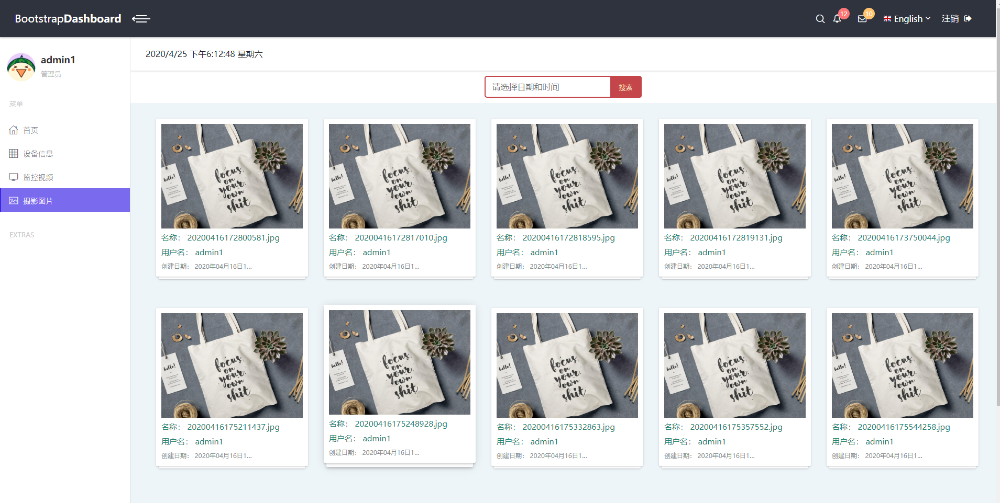 BootstrapDashboard
12
10
English
注销
admin1
管理员
2020/4/25 下午6:12:48 星期六
请选择日期和时间
搜索
菜单
首页
设备信息
监控视频
摄影图片
EXTRAS
hello!
focus
on
your
own
shit
名称： 20200416172800581.jpg
用户名： admin1
创建日期： 2020年04月16日1...
hello!
focus
on
your
own
shit
名称： 20200416172817010.jpg
用户名： admin1
创建日期： 2020年04月16日1...
hello!
focus
on
your
own
shit
名称： 20200416172818595.jpg
用户名： admin1
创建日期： 2020年04月16日1...
hello!
focus
on
your
own
shit
名称： 20200416172819131.jpg
用户名： admin1
创建日期： 2020年04月16日1...
hello!
focus
on
your
own
shit
名称： 20200416173750044.jpg
用户名： admin1
创建日期： 2020年04月16日1...
hello!
focus
on
your
own
shit
名称： 20200416175211437.jpg
用户名： admin1
创建日期： 2020年04月16日1...
hello!
focus
on
your
own
shit
名称： 20200416175248928.jpg
用户名： admin1
创建日期： 2020年04月16日1...
hello!
focus
on
your
own
shit
名称： 20200416175332863.jpg
用户名： admin1
创建日期： 2020年04月16日1...
hello!
focus
on
your
own
shit
名称： 20200416175357552.jpg
用户名： admin1
创建日期： 2020年04月16日1...
hello!
focus
on
your
own
shit
名称： 20200416175544258.jpg
用户名： admin1
创建日期： 2020年04月16日1...